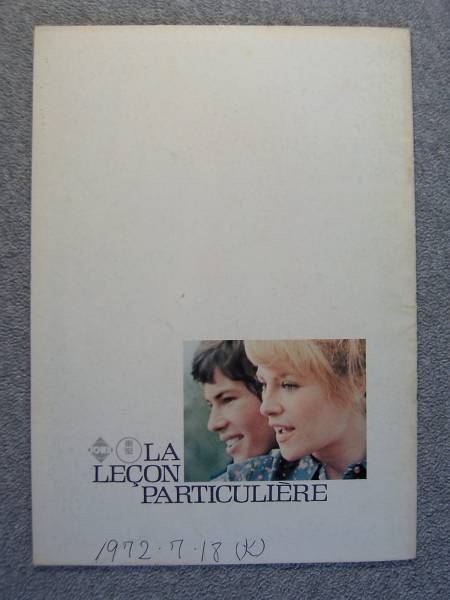 LA
LEÇON
PARTICULIÈRE
1972・7・18(火)